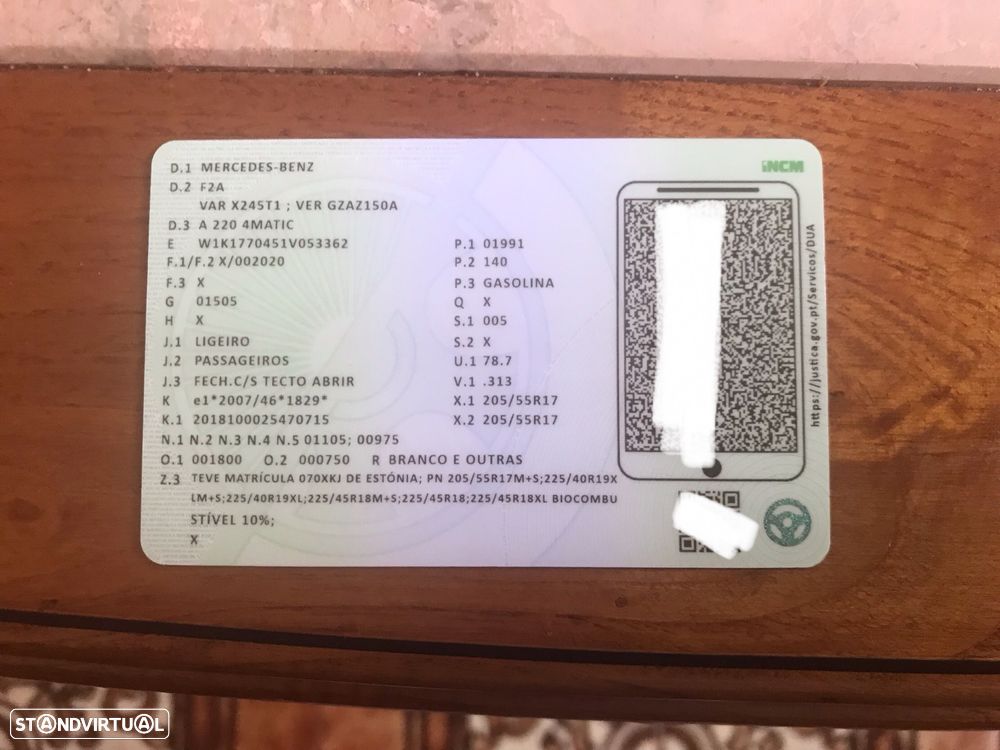 iNCM
D.1 MERCEDES-BENZ
D.2 F2A
VAR X245T1 ; VER GZAZ150A
D.3 A 220 4MATIC
E W1K1770451V053362
P.1 01991
F.1/F.2 X/002020
P.2 140
F.3 X
P.3 GASOLINA
G 01505
Q X
H X
S.1 005
J.1 LIGEIRO
S.2 X
J.2 PASSAGEIROS
U.1 78.7
J.3 FECH.C/S TECTO ABRIR
V.1 .313
K e1*2007/46*1829*
X.1 205/55R17
K.1 2018100025470715
X.2 205/55R17
N.1 N.2 N.3 N.4 N.5 01105; 00975
O.1 001800 O.2 000750 R BRANCO E OUTRAS
Z.3 TEVE MATRÍCULA 070XKJ DE ESTÓNIA; PN 205/55R17M+S;225/40R19X
LM+S;225/40R19XL;225/45R18M+S;225/45R18;225/45R18XL BIOCOMBU
STÍVEL 10%;
X
https://justica.gov.pt/Servicos/DUA
STANDVIRTUAL